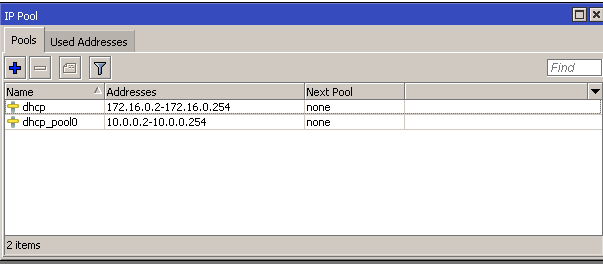 IP Pool
Pools Used Addresses
Find
Name Addresses Next Pool
dhcp 172.16.0.2-172.16.0.254 none
dhcp_pool0 10.0.0.2-10.0.0.254 none
2 items